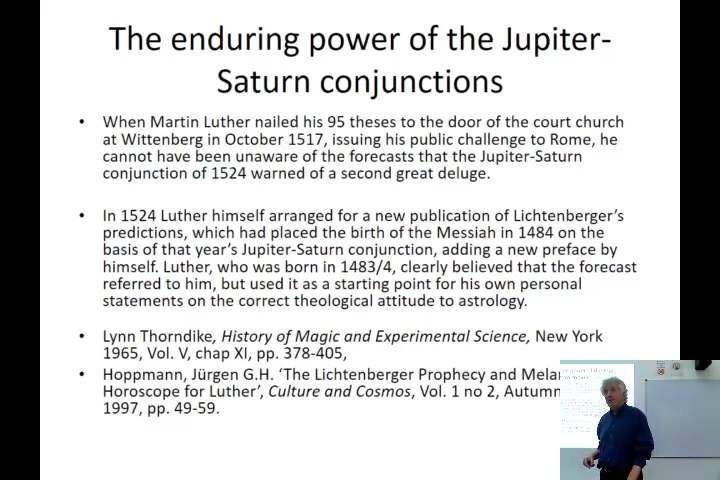 The enduring power of the Jupiter-
Saturn conjunctions
• When Martin Luther nailed his 95 theses to the door of the court church
at Wittenberg in October 1517, issuing his public challenge to Rome, he
cannot have been unaware of the forecasts that the Jupiter-Saturn
conjunction of 1524 warned of a second great deluge.
• In 1524 Luther himself arranged for a new publication of Lichtenberger's
predictions, which had placed the birth of the Messiah in 1484 on the
basis of that year's Jupiter-Saturn conjunction, adding a new preface by
himself. Luther, who was born in 1483/4, clearly believed that the forecast
referred to him, but used it as a starting point for his own personal
statements on the correct theological attitude to astrology.
• Lynn Thorndike, History of Magic and Experimental Science, New York
1965, Vol. V, chap XI, pp. 378-405,
• Hoppmann, Jürgen G.H. 'The Lichtenberger Prophecy and
Horoscope for Luther', Culture and Cosmos, Vol. 1 no 2, Autumn
1997, pp. 49-59.